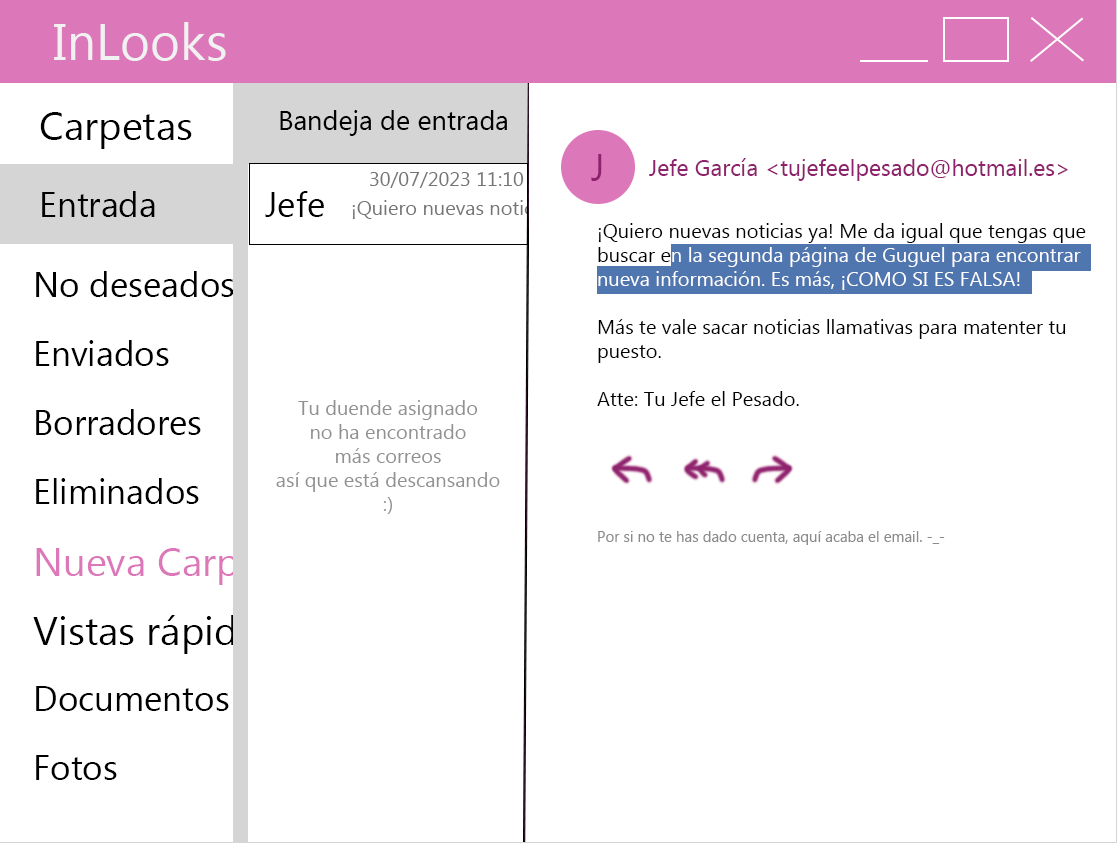 InLooks
Carpetas
Entrada
No deseados
Enviados
Borradores
Eliminados
Nueva Carp
Vistas rápid
Documentos
Fotos
Bandeja de entrada
Jefe
30/07/2023 11:10
¡Quiero nuevas notic
Tu duende asignado
no ha encontrado
más correos
así que está descansando
:)
J
Jefe García <tujefeelpesado@hotmail.es>
¡Quiero nuevas noticias ya! Me da igual que tengas que
buscar en la segunda página de Guguel para encontrar
nueva información. Es más, ¡COMO SI ES FALSA!
Más te vale sacar noticias llamativas para matenter tu
puesto.
Atte: Tu Jefe el Pesado.
Por si no te has dado cuenta, aquí acaba el email. -_-